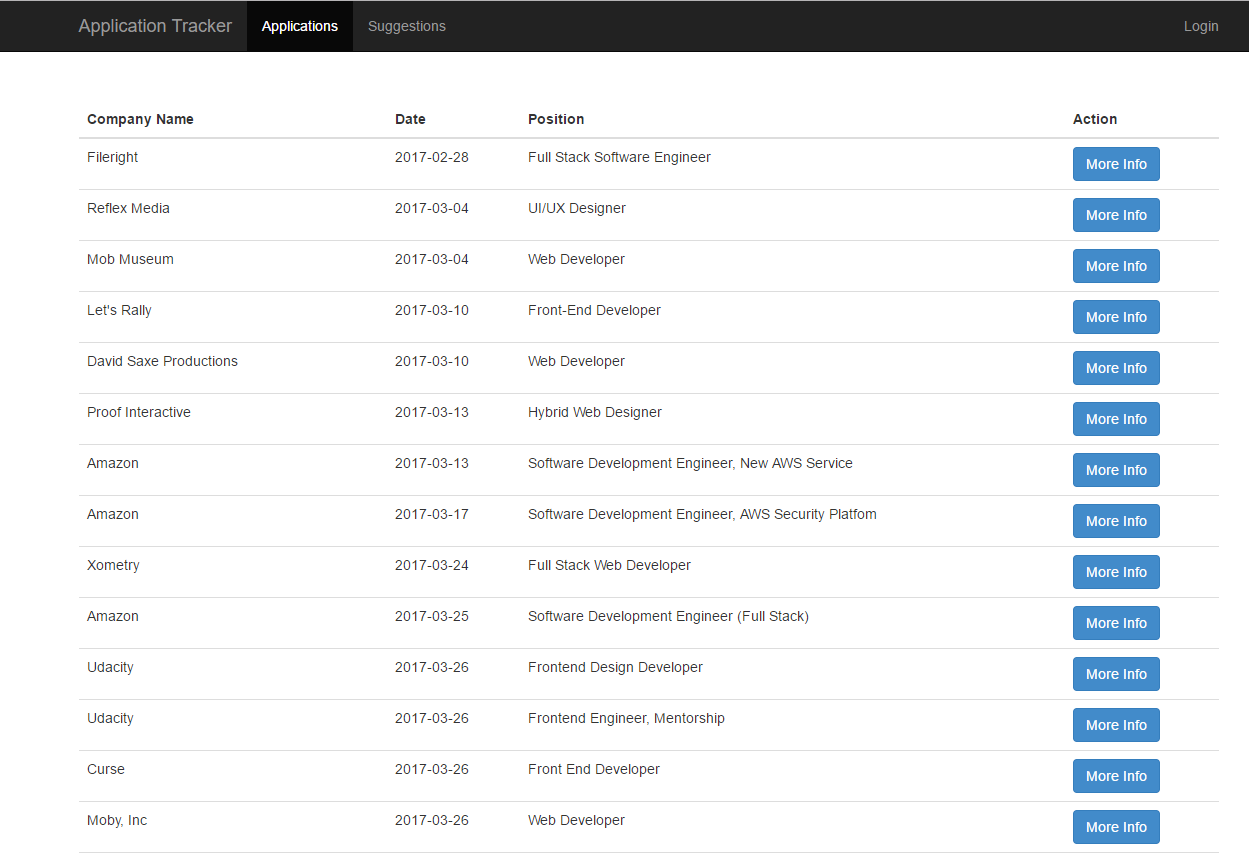 Application Tracker Applications Suggestions Login
Company Name Date Position Action
Fileright 2017-02-28 Full Stack Software Engineer More Info
Reflex Media 2017-03-04 UI/UX Designer More Info
Mob Museum 2017-03-04 Web Developer More Info
Let's Rally 2017-03-10 Front-End Developer More Info
David Saxe Productions 2017-03-10 Web Developer More Info
Proof Interactive 2017-03-13 Hybrid Web Designer More Info
Amazon 2017-03-13 Software Development Engineer, New AWS Service More Info
Amazon 2017-03-17 Software Development Engineer, AWS Security Platfom More Info
Xometry 2017-03-24 Full Stack Web Developer More Info
Amazon 2017-03-25 Software Development Engineer (Full Stack) More Info
Udacity 2017-03-26 Frontend Design Developer More Info
Udacity 2017-03-26 Frontend Engineer, Mentorship More Info
Curse 2017-03-26 Front End Developer More Info
Moby, Inc 2017-03-26 Web Developer More Info